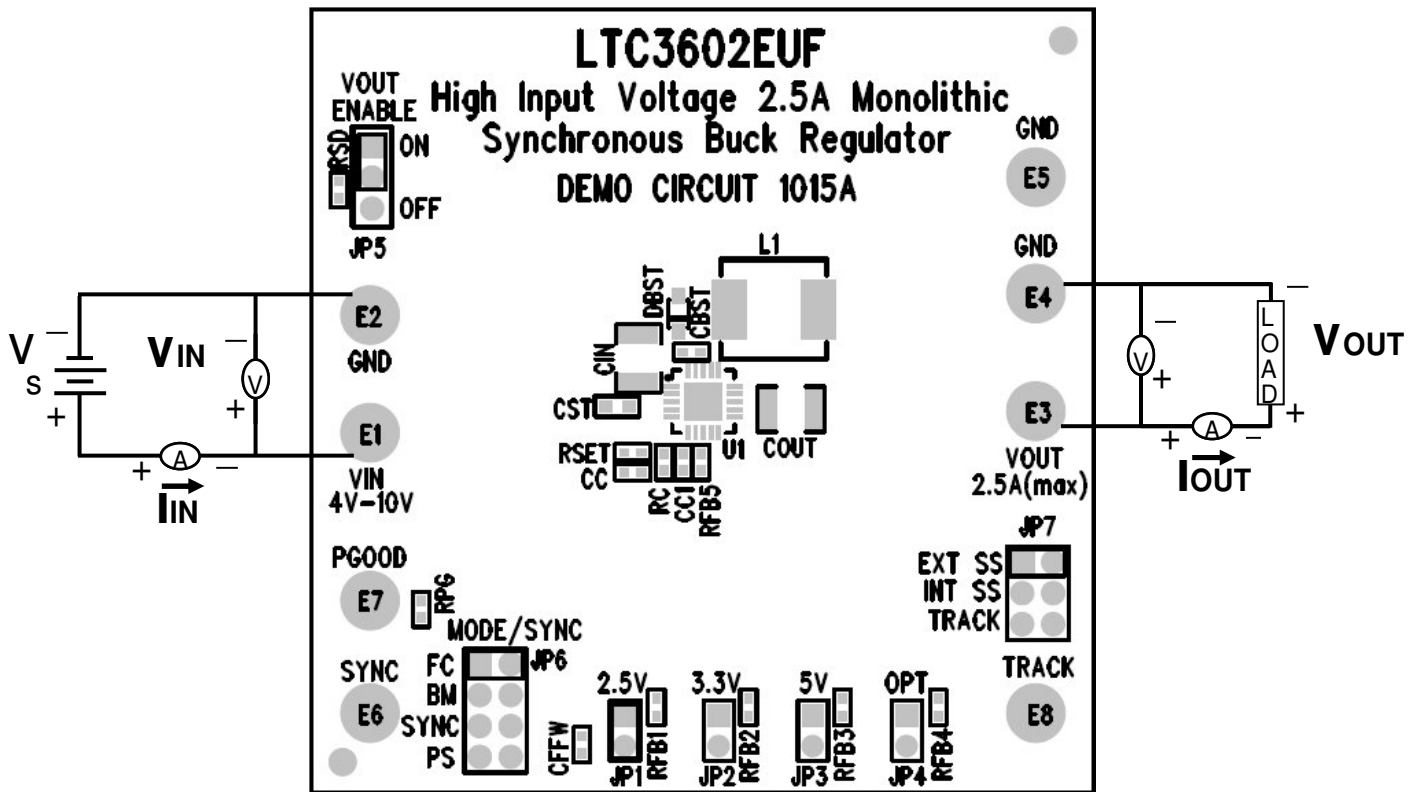 LTC3602EUF
High Input Voltage 2.5A Monolithic
Synchronous Buck Regulator
DEMO CIRCUIT 1015A
VOUT
ENABLE
RSD
ON
OFF
JP5
GND
E5
GND
E4
E2
GND
E1
VIN
4V-10V
VS
VIN
V
A
IIN
− + − + + −
L1
DBST
CBST
CIN
CST
U1
COUT
RSET
CC
RC
CC1
RFB5
E3
VOUT
2.5A(max)
V
LOAD
VOUT
A
IOUT
− + − + + −
JP7
EXT SS
INT SS
TRACK
TRACK
E8
PGOOD
E7
RPG
MODE/SYNC
JP6
FC
BM
SYNC
PS
SYNC
E6
CFFW
2.5V
RFB1
JP1
3.3V
RFB2
JP2
5V
RFB3
JP3
OPT
RFB4
JP4